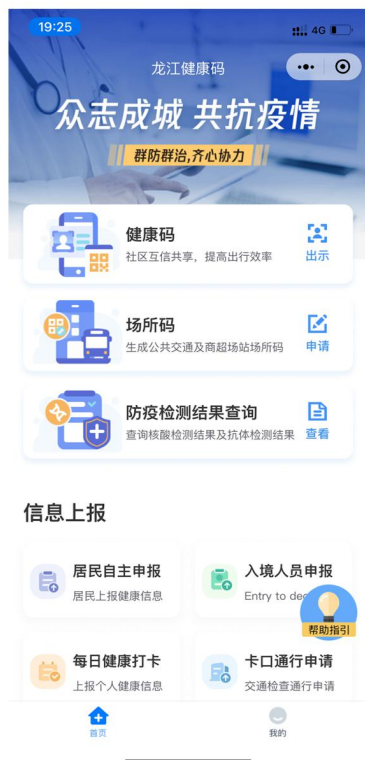 19:25
4G
龙江健康码
众志成城 共抗疫情
群防群治,齐心协力
健康码
社区互信共享，提高出行效率
出示
场所码
生成公共交通及商超场站场所码
申请
防疫检测结果查询
查询核酸检测结果及抗体检测结果
查看
信息上报
居民自主申报
居民上报健康信息
入境人员申报
Entry to dec
帮助指引
每日健康打卡
上报个人健康信息
卡口通行申请
交通检查通行申请
首页
我的